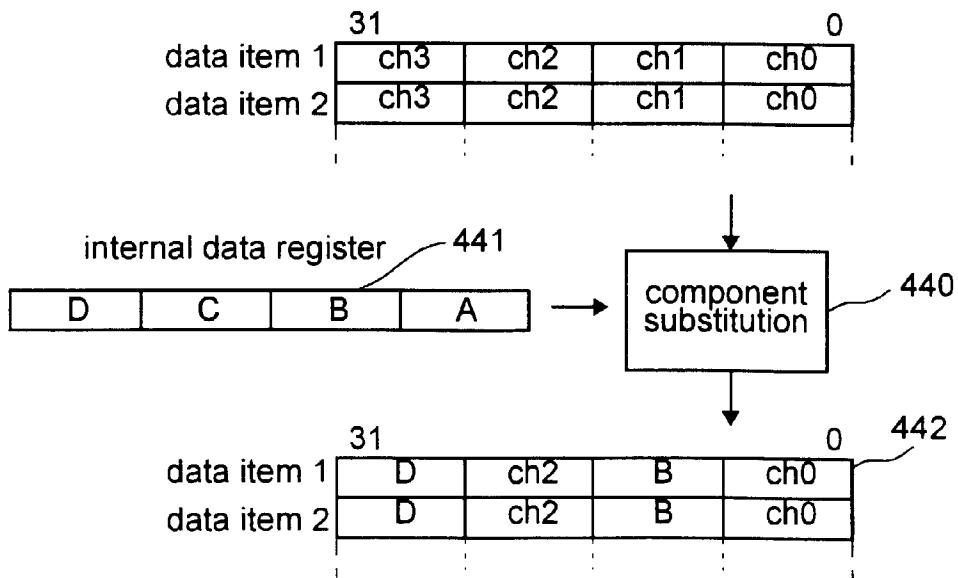 31 0
data item 1 ch3 ch2 ch1 ch0
data item 2 ch3 ch2 ch1 ch0
internal data register 441
D C B A
component
substitution
440
31 0 442
data item 1 D ch2 B ch0
data item 2 D ch2 B ch0